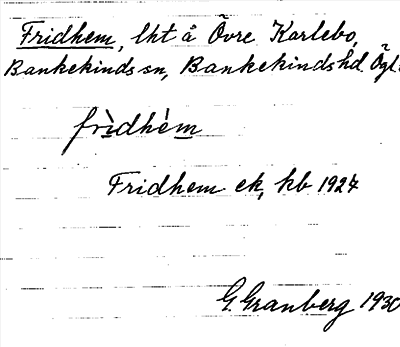 Fridhem, lht å Övre Karlebo,
Bankekinds sn, Bankekinds hd. Ögl.
fridhem
Fridhem ek, kb 1927
G. Granberg 1930